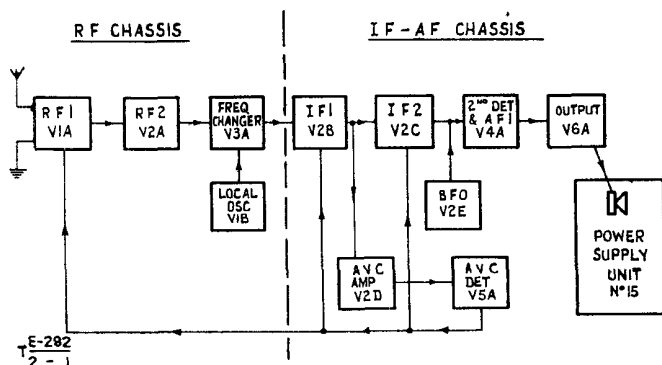 RF CHASSIS
IF-AF CHASSIS
RF1
V1A
RF2
V2A
FREQ
CHANGER
V3A
IF1
V2B
IF2
V2C
2ND DET
& AF1
V4A
OUTPUT
V6A
LOCAL
OSC
V1B
BFO
V2E
AVC
AMP
V2D
AVC
DET
V5A
POWER
SUPPLY
UNIT
Nº15
T E-282
2-1